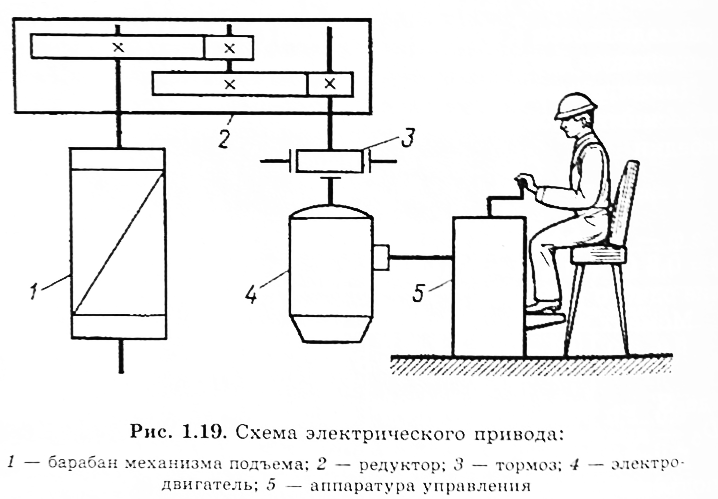 2
3
1
4
5
Рис. 1.19. Схема электрического привода:
1 — барабан механизма подъема; 2 — редуктор; 3 — тормоз; 4 — электро-
двигатель; 5 — аппаратура управления